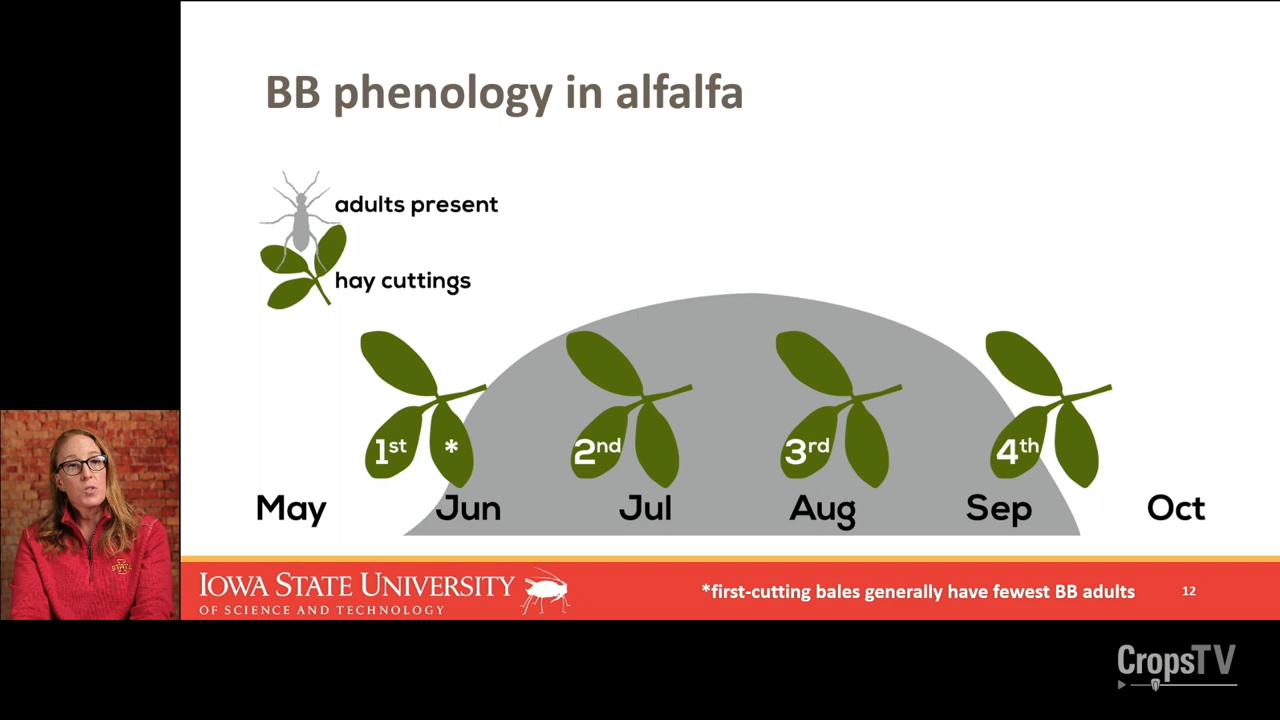 BB phenology in alfalfa
adults present
hay cuttings
1st * 2nd 3rd 4th
May Jun Jul Aug Sep Oct
IOWA STATE UNIVERSITY
OF SCIENCE AND TECHNOLOGY
*first-cutting bales generally have fewest BB adults
12
CropsTV